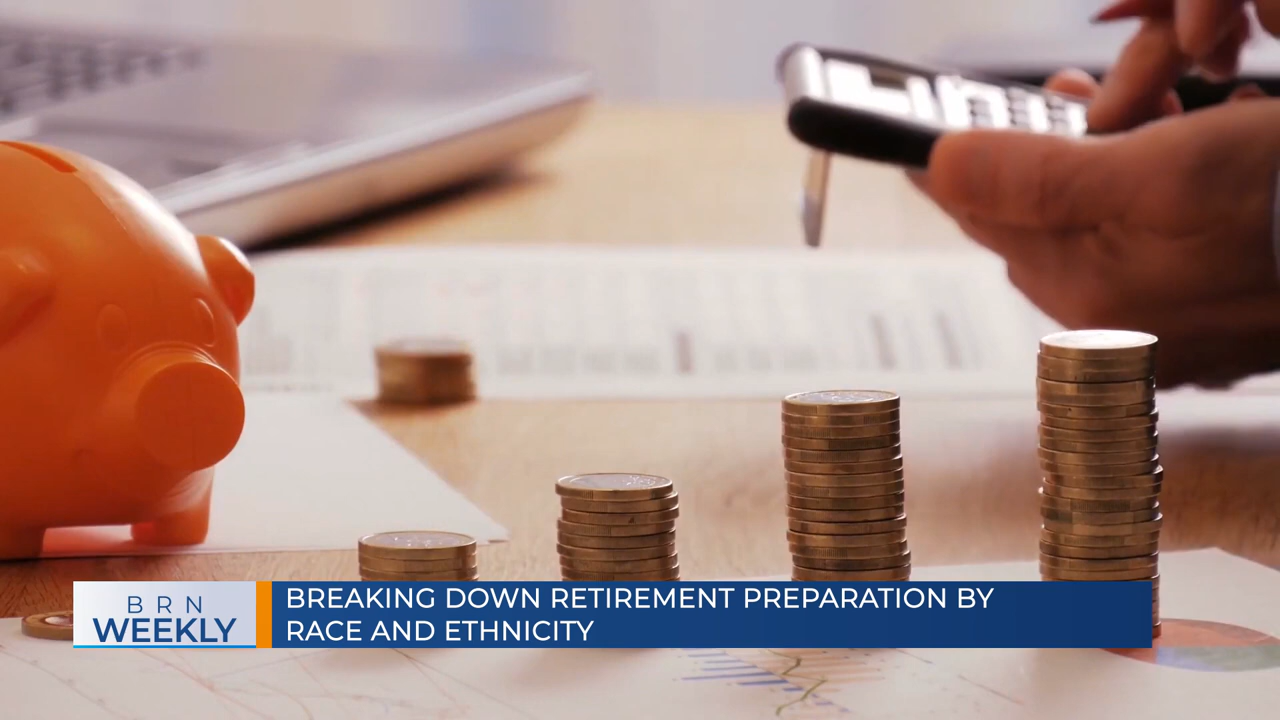 BRN
WEEKLY
BREAKING DOWN RETIREMENT PREPARATION BY
RACE AND ETHNICITY